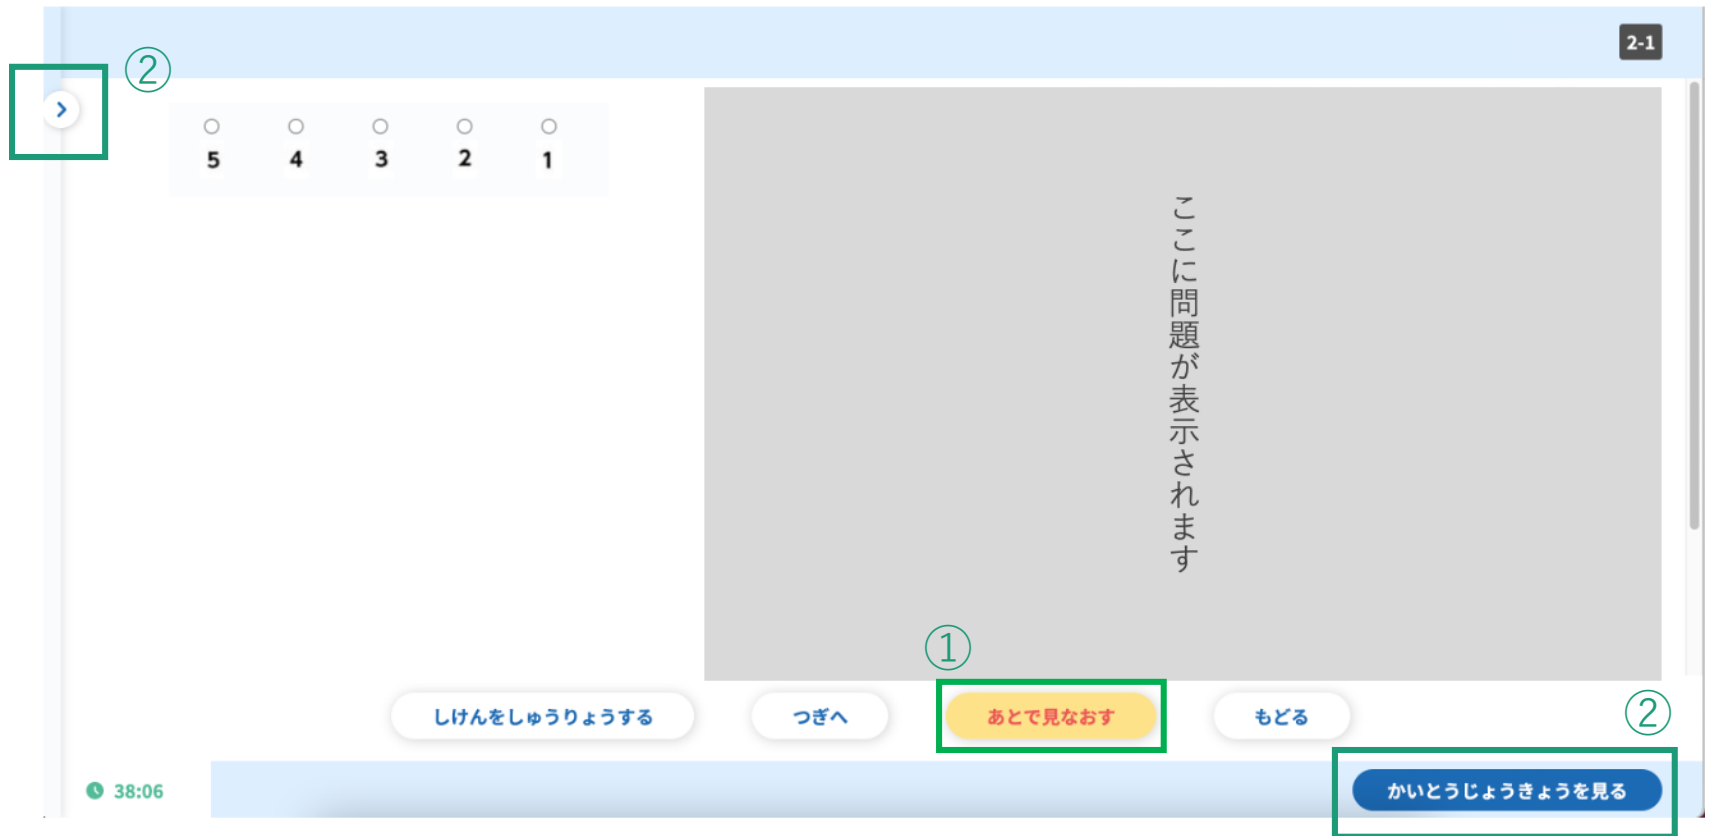 2-1
②
5 4 3 2 1
ここに問題が表示されます
①
しけんをしゅうりょうする
つぎへ
あとで見なおす
もどる
②
38:06
かいとうじょうきょうを見る